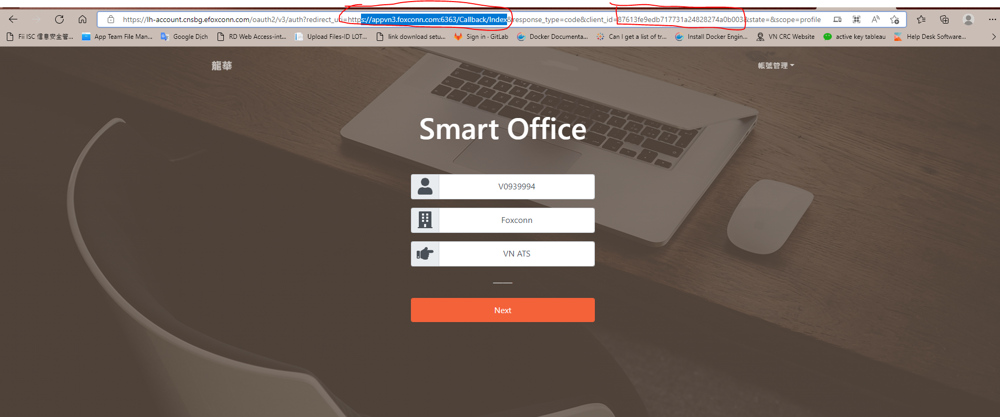 https://lh-account.cnsbg.efoxconn.com/oauth2/v3/auth?redirect_uri=https://appvn3.foxconn.com:6363/Callback/Index&response_type=code&client_id=87613fe9edb717731a24828274a0b003&state=&scope=profile
Fii ISC 信息安全管... App Team File Man... Google Dịch RD Web Access-int... Upload Files-ID LOT... link download setu... Sign in · GitLab Docker Documenta... Can I get a list of tr... Install Docker Engin... VN CRC Website active key tableau Help Desk Software...
龍華 帳號管理
Smart Office
V0939994
Foxconn
VN ATS
Next